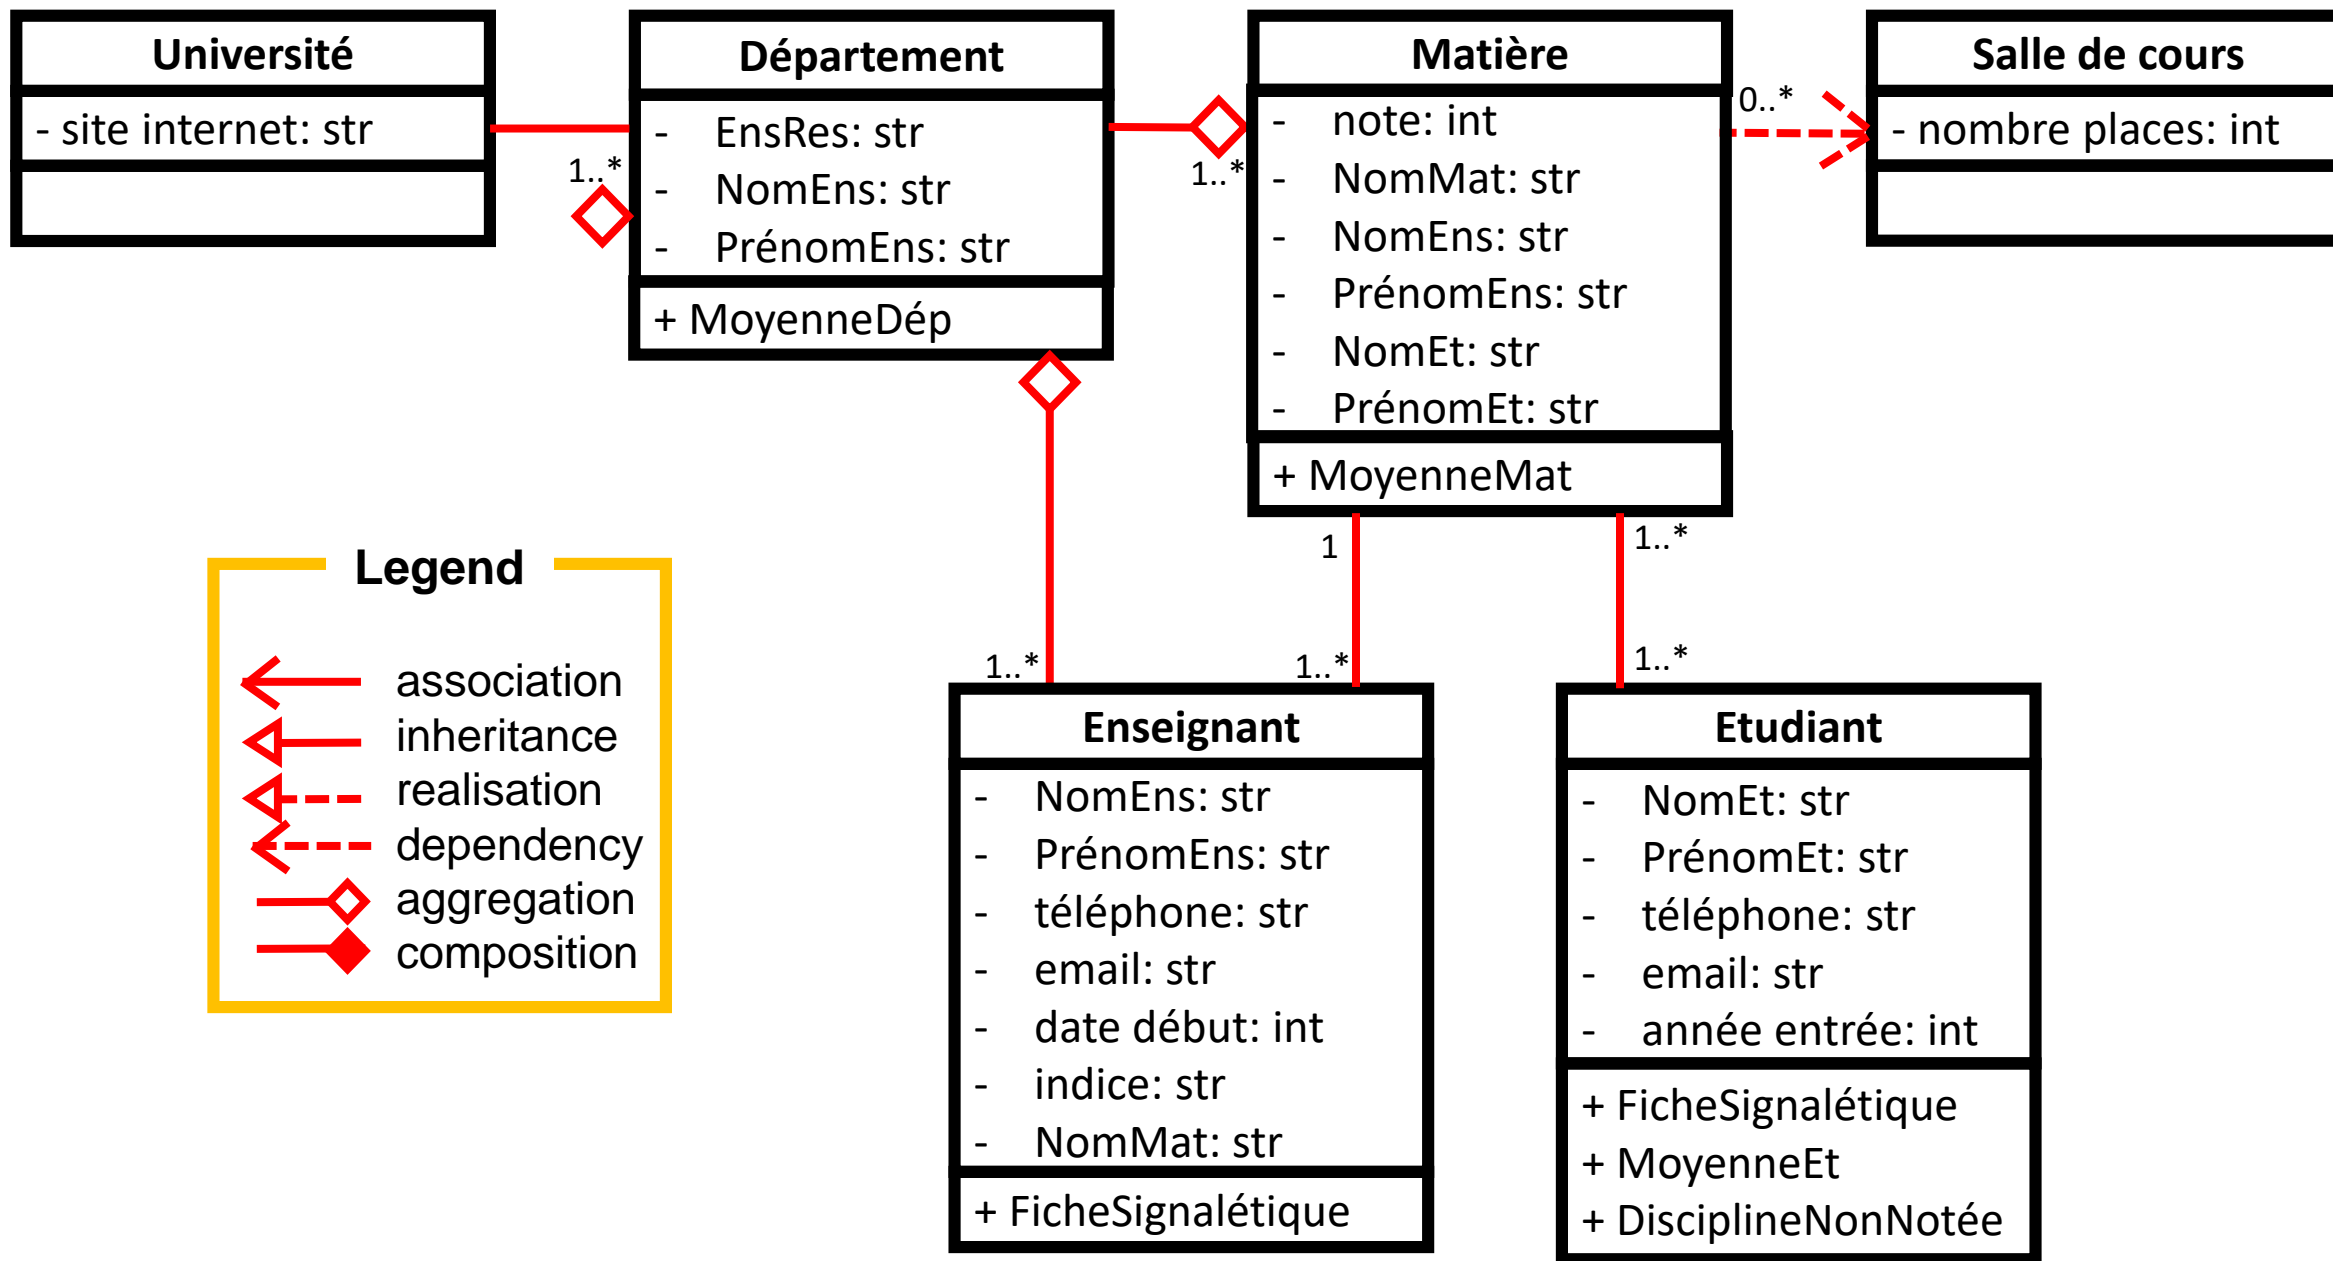 Université
- site internet: str
1..*
Département
- EnsRes: str
- NomEns: str
- PrénomEns: str
+ MoyenneDép
1..*
Matière
- note: int
- NomMat: str
- NomEns: str
- PrénomEns: str
- NomEt: str
- PrénomEt: str
+ MoyenneMat
0..*
Salle de cours
- nombre places: int
1
1..*
1..*
1..*
1..*
Legend
association
inheritance
realisation
dependency
aggregation
composition
Enseignant
- NomEns: str
- PrénomEns: str
- téléphone: str
- email: str
- date début: int
- indice: str
- NomMat: str
+ FicheSignalétique
Etudiant
- NomEt: str
- PrénomEt: str
- téléphone: str
- email: str
- année entrée: int
+ FicheSignalétique
+ MoyenneEt
+ DisciplineNonNotée